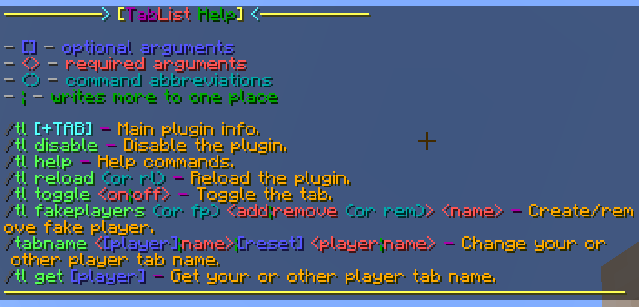 > [TabList Help] <
- [] - optional arguments
- <> - required arguments
- () - command abbreviations
- ¦ - writes more to one place
/tl [+TAB] - Main plugin info.
/tl disable - Disable the plugin.
/tl help - Help commands.
/tl reload (or rl) - Reload the plugin.
/tl toggle <on¦off> - Toggle the tab.
/tl fakeplayers (or fp) <add¦remove (or rem)> <name> - Create/rem
ove fake player.
/tabname <[player]¦name>¦[reset] <player¦name> - Change your or
other player tab name.
/tl get [player] - Get your or other player tab name.